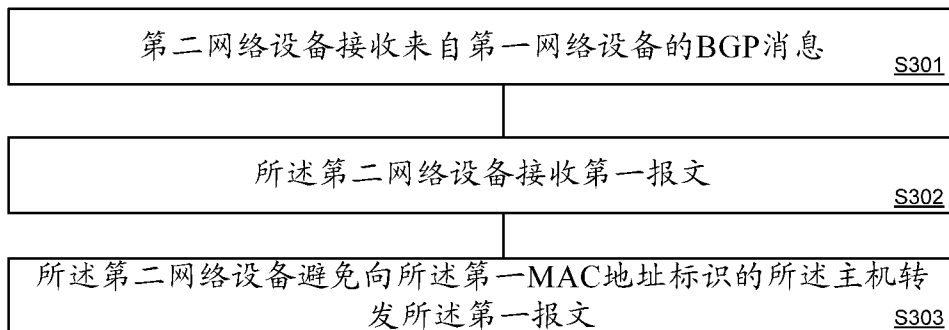 第二网络设备接收来自第一网络设备的BGP消息
S301
所述第二网络设备接收第一报文
S302
所述第二网络设备避免向所述第一MAC地址标识的所述主机转
发所述第一报文
S303